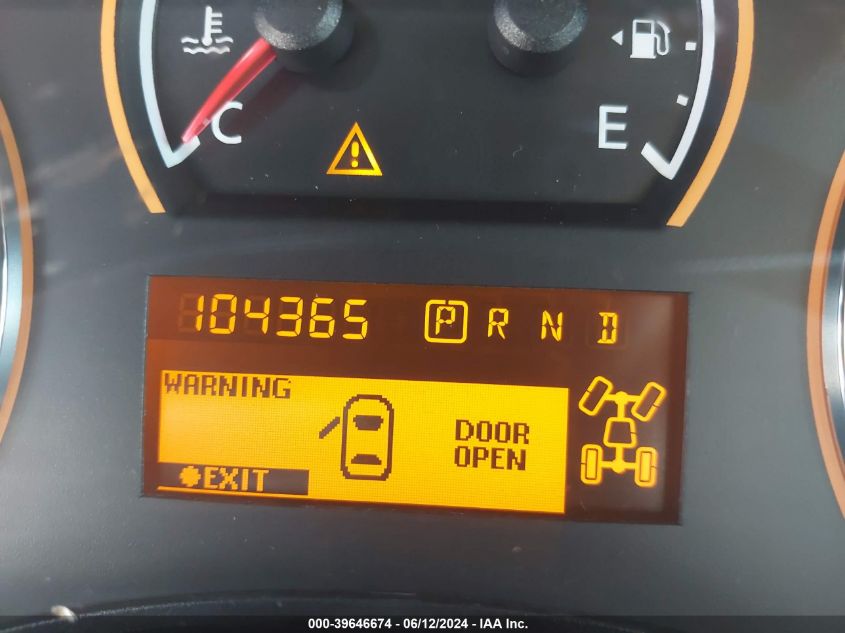 C E
104365 P R N D
WARNING
DOOR
OPEN
EXIT
000-39646674 - 06/12/2024 - IAA Inc.